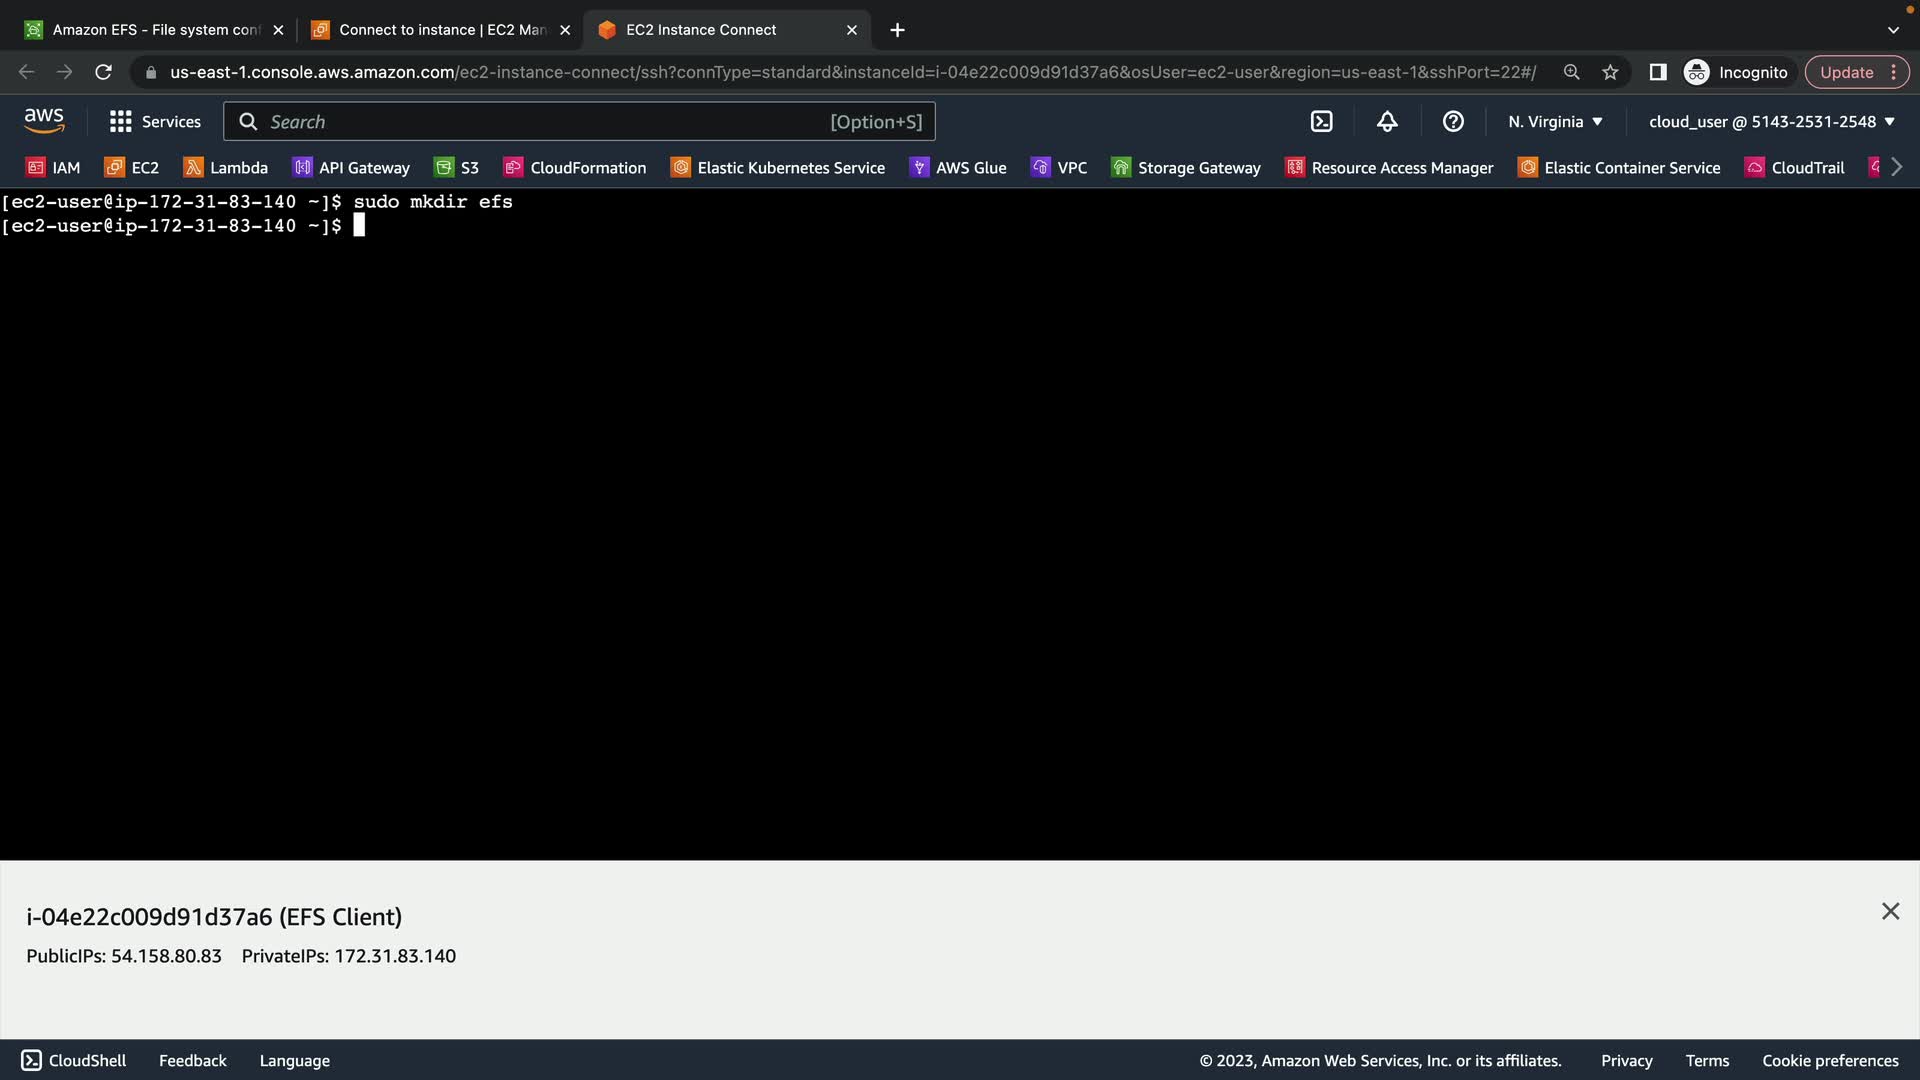 Amazon EFS - File system con
Connect to instance | EC2 Man
EC2 Instance Connect
us-east-1.console.aws.amazon.com/ec2-instance-connect/ssh?connType=standard&instanceId=i-04e22c009d91d37a6&osUser=ec2-user&region=us-east-1&sshPort=22#/
Incognito
Update
aws
Services
Search
[Option+S]
N. Virginia
cloud_user @ 5143-2531-2548
IAM
EC2
Lambda
API Gateway
S3
CloudFormation
Elastic Kubernetes Service
AWS Glue
VPC
Storage Gateway
Resource Access Manager
Elastic Container Service
CloudTrail
[ec2-user@ip-172-31-83-140 ~]$ sudo mkdir efs
[ec2-user@ip-172-31-83-140 ~]$
i-04e22c009d91d37a6 (EFS Client)
PublicIPs: 54.158.80.83 PrivateIPs: 172.31.83.140
CloudShell
Feedback
Language
© 2023, Amazon Web Services, Inc. or its affiliates.
Privacy
Terms
Cookie preferences